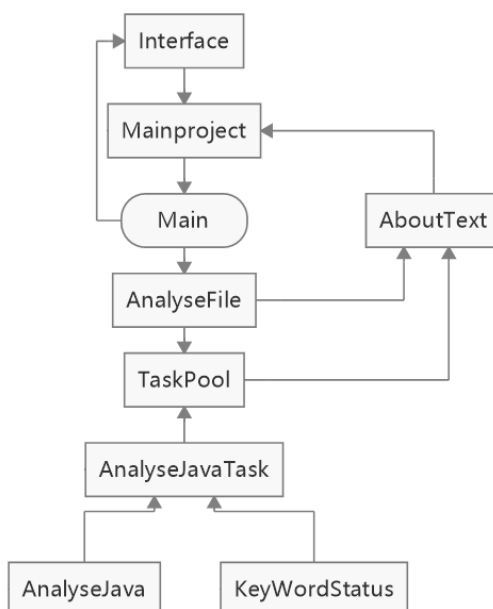 Interface
Mainproject
Main
AboutText
AnalyseFile
TaskPool
AnalyseJavaTask
AnalyseJava
KeyWordStatus